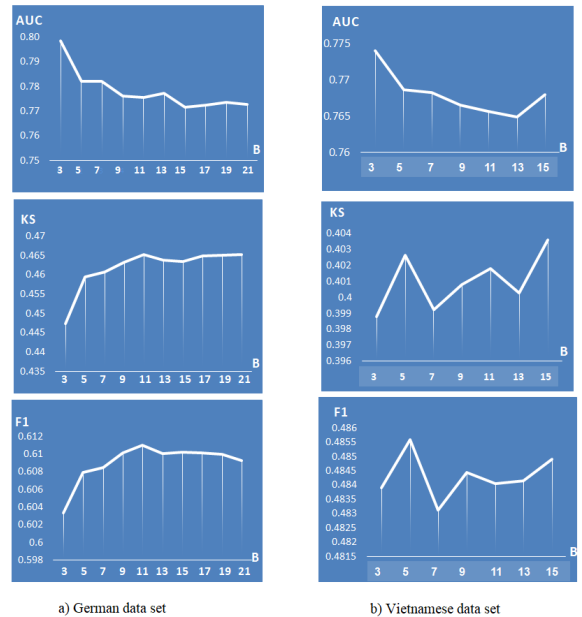 AUC
0.80
0.79
0.78
0.77
0.76
0.75
B
3 5 7 9 11 13 15 17 19 21
AUC
0.775
0.77
0.765
0.76
B
3 5 7 9 11 13 15
KS
0.47
0.465
0.46
0.455
0.45
0.445
0.44
0.435
B
3 5 7 9 11 13 15 17 19 21
KS
0.404
0.403
0.402
0.401
0.4
0.399
0.398
0.397
0.396
B
3 5 7 9 11 13 15
F1
0.612
0.61
0.608
0.606
0.604
0.602
0.6
0.598
B
3 5 7 9 11 13 15 17 19 21
F1
0.486
0.4855
0.485
0.4845
0.484
0.4835
0.483
0.4825
0.482
0.4815
B
3 5 7 9 11 13 15
a) German data set
b) Vietnamese data set